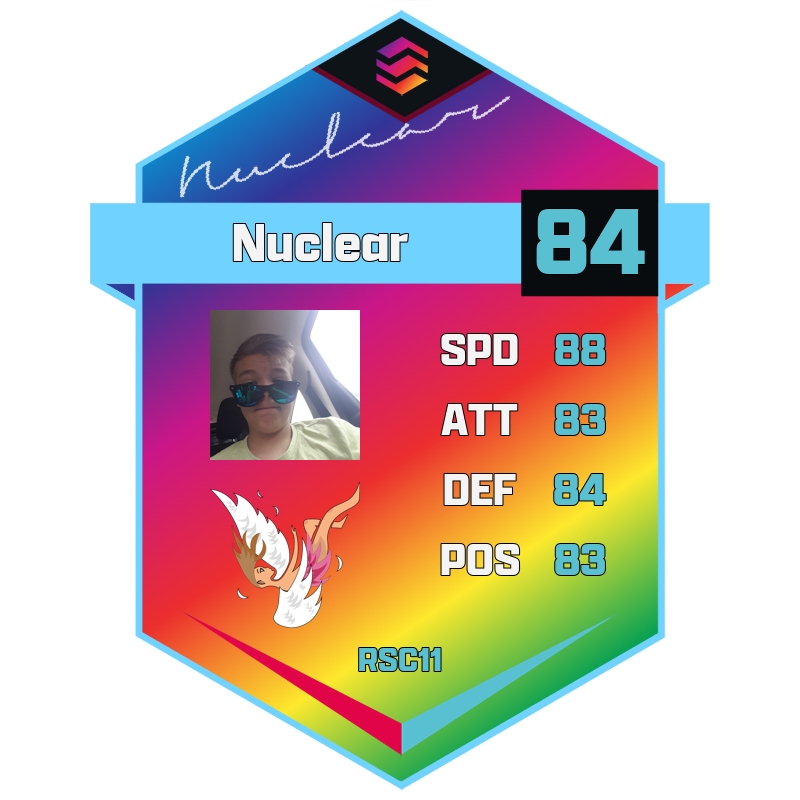 Nuclear
Nuclear 84
SPD 88
ATT 83
DEF 84
POS 83
RSC11